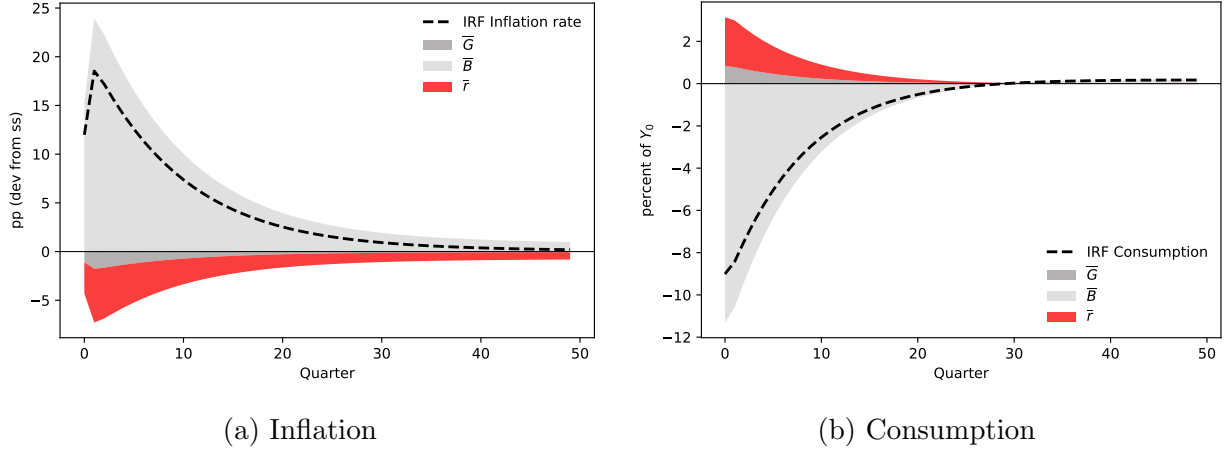 25
20
15
10
5
0
−5
pp (dev from ss)
IRF Inflation rate
G̅
B̅
r̅
0 10 20 30 40 50
Quarter
(a) Inflation
2
0
−2
−4
−6
−8
−10
−12
percent of Y₀
IRF Consumption
G̅
B̅
r̅
0 10 20 30 40 50
Quarter
(b) Consumption